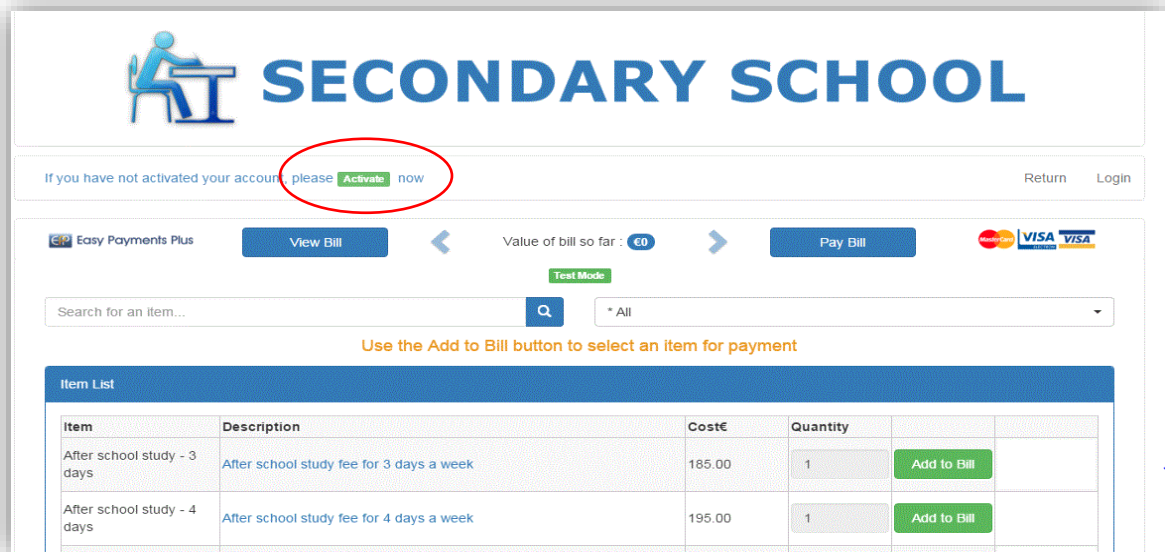 SECONDARY SCHOOL
If you have not activated your account, please Activate now
Return Login
Easy Payments Plus
View Bill
Value of bill so far : €0
Pay Bill
MasterCard VISA ELECTRON VISA
Test Mode
Search for an item...
* All
Use the Add to Bill button to select an item for payment
Item List
Item Description Cost€ Quantity
After school study - 3 days After school study fee for 3 days a week 185.00 1 Add to Bill
After school study - 4 days After school study fee for 4 days a week 195.00 1 Add to Bill